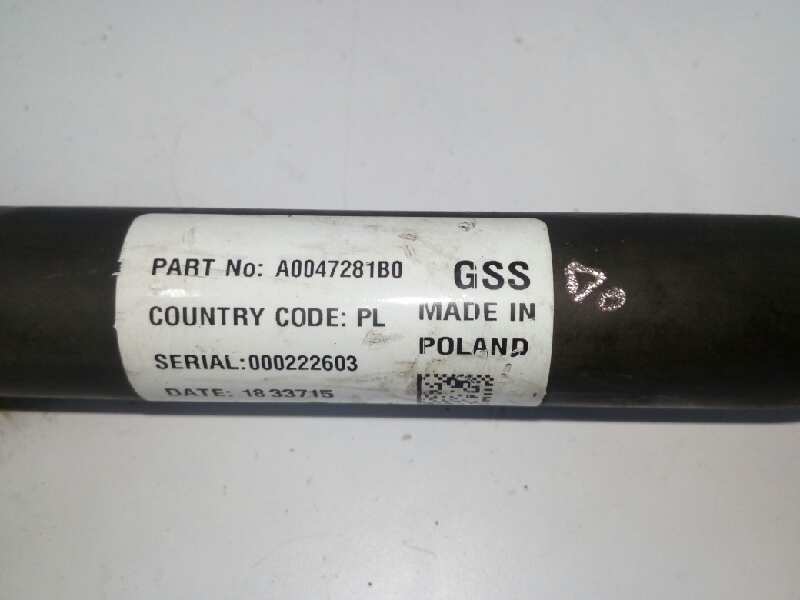 PART No: A0047281B0
GSS
COUNTRY CODE: PL
MADE IN
POLAND
SERIAL:000222603
DATE: 18 33715